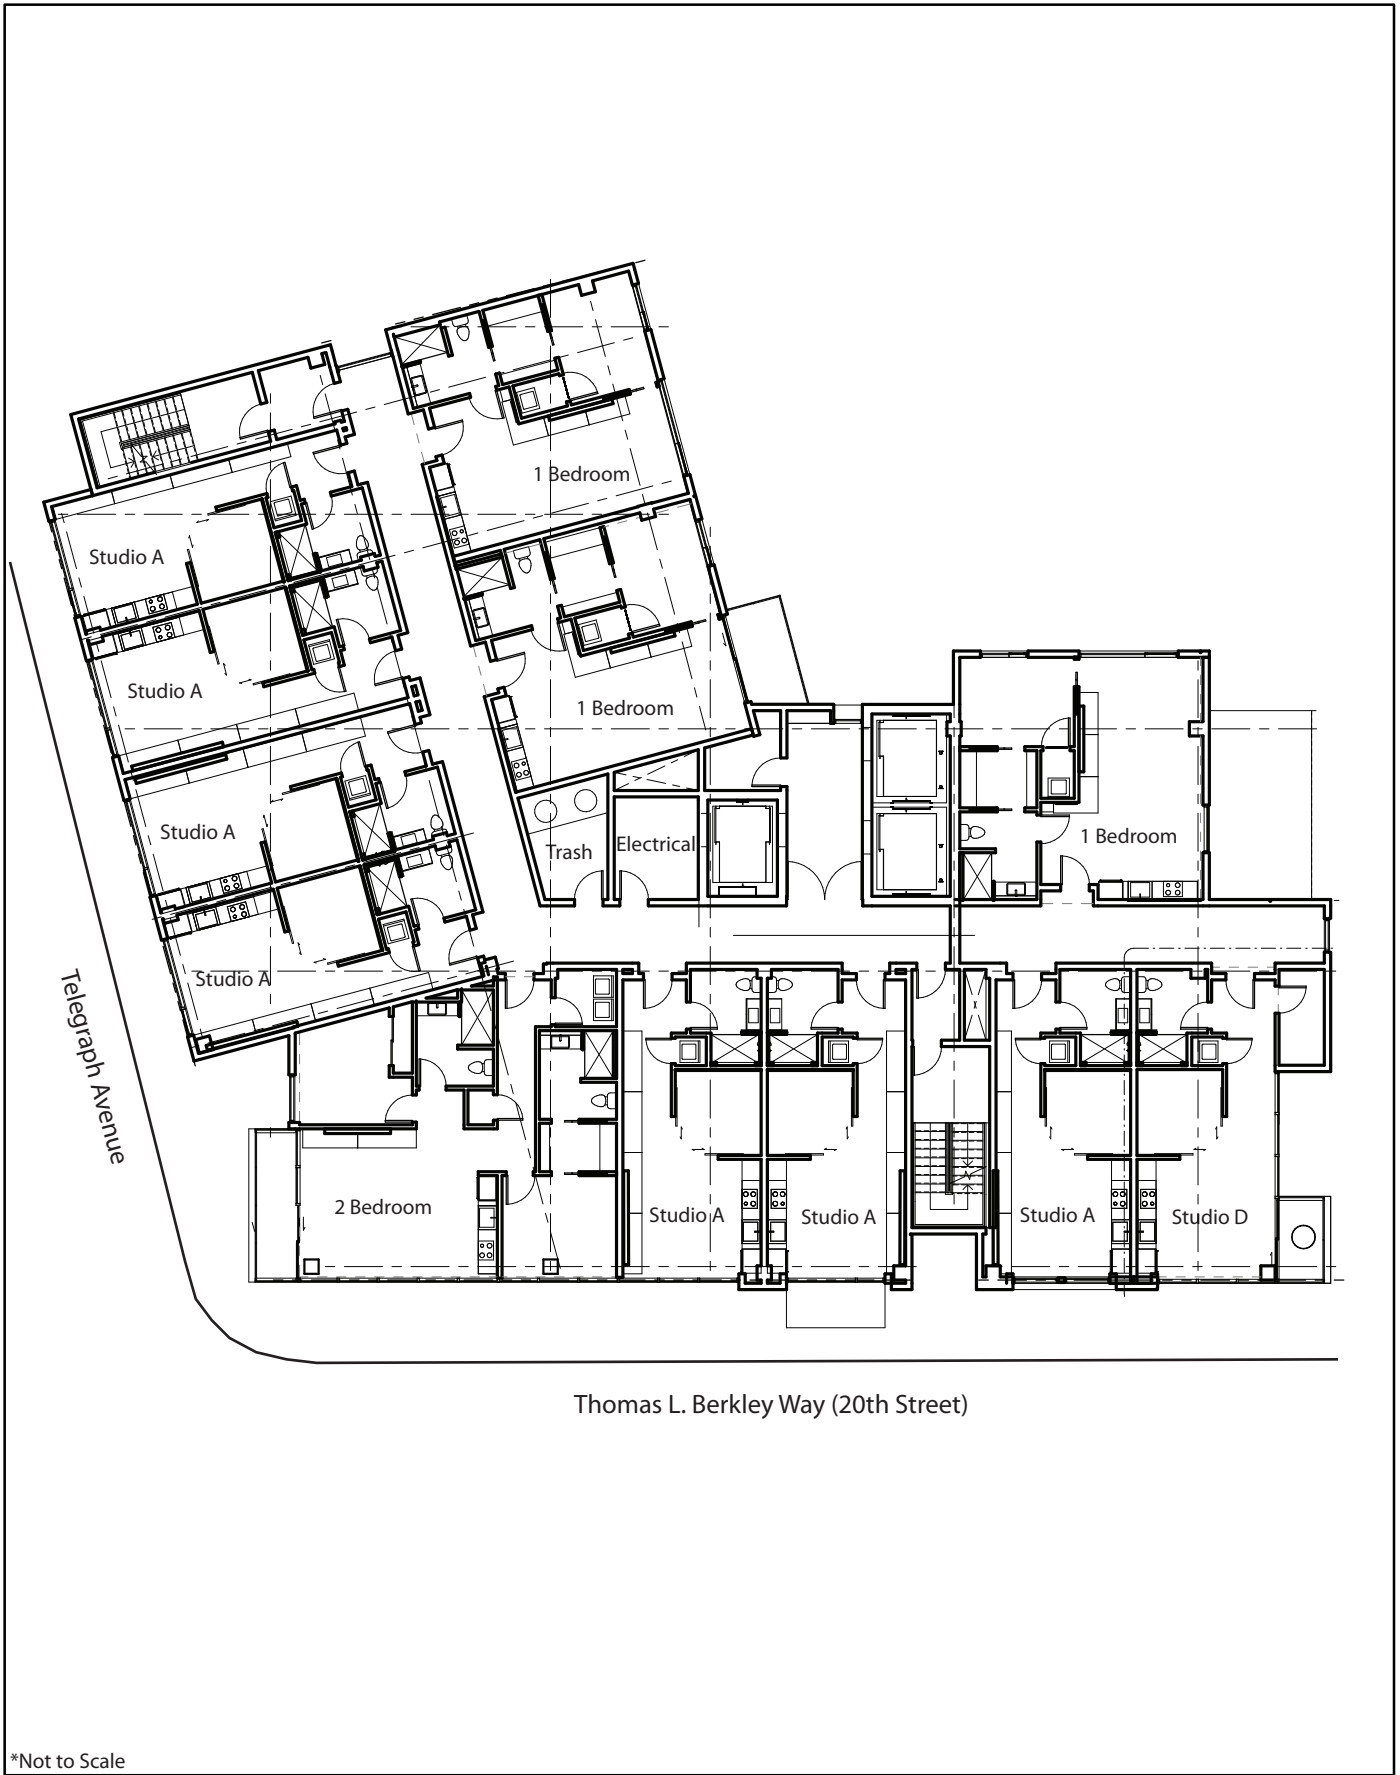 1 Bedroom
Studio A
Studio A
1 Bedroom
Studio A
Trash
Electrical
1 Bedroom
Studio A
Telegraph Avenue
2 Bedroom
Studio A
Studio A
Studio A
Studio D
Thomas L. Berkley Way (20th Street)
*Not to Scale